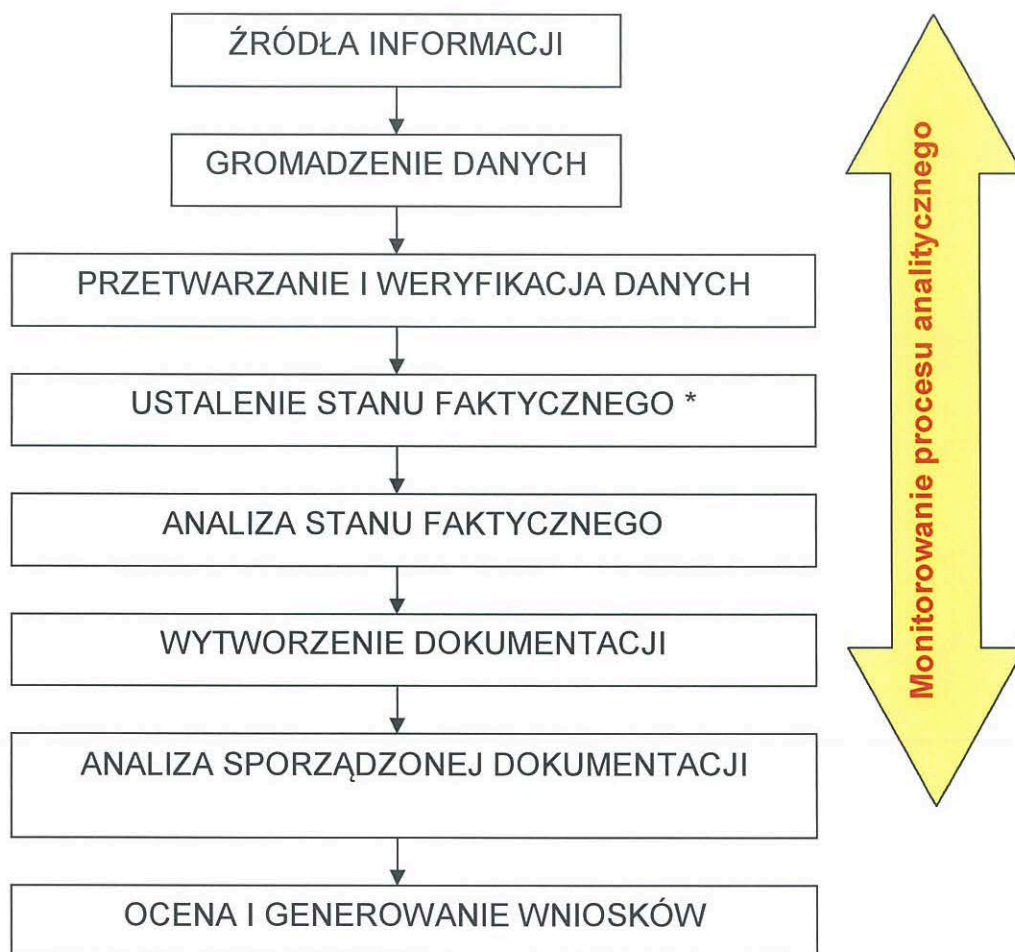 ŹRÓDŁA INFORMACJI
GROMADZENIE DANYCH
PRZETWARZANIE I WERYFIKACJA DANYCH
USTALENIE STANU FAKTYCZNEGO *
ANALIZA STANU FAKTYCZNEGO
WYTWORZENIE DOKUMENTACJI
ANALIZA SPORZĄDZONEJ DOKUMENTACJI
OCENA I GENEROWANIE WNIOSKÓW
Monitorowanie procesu analitycznego